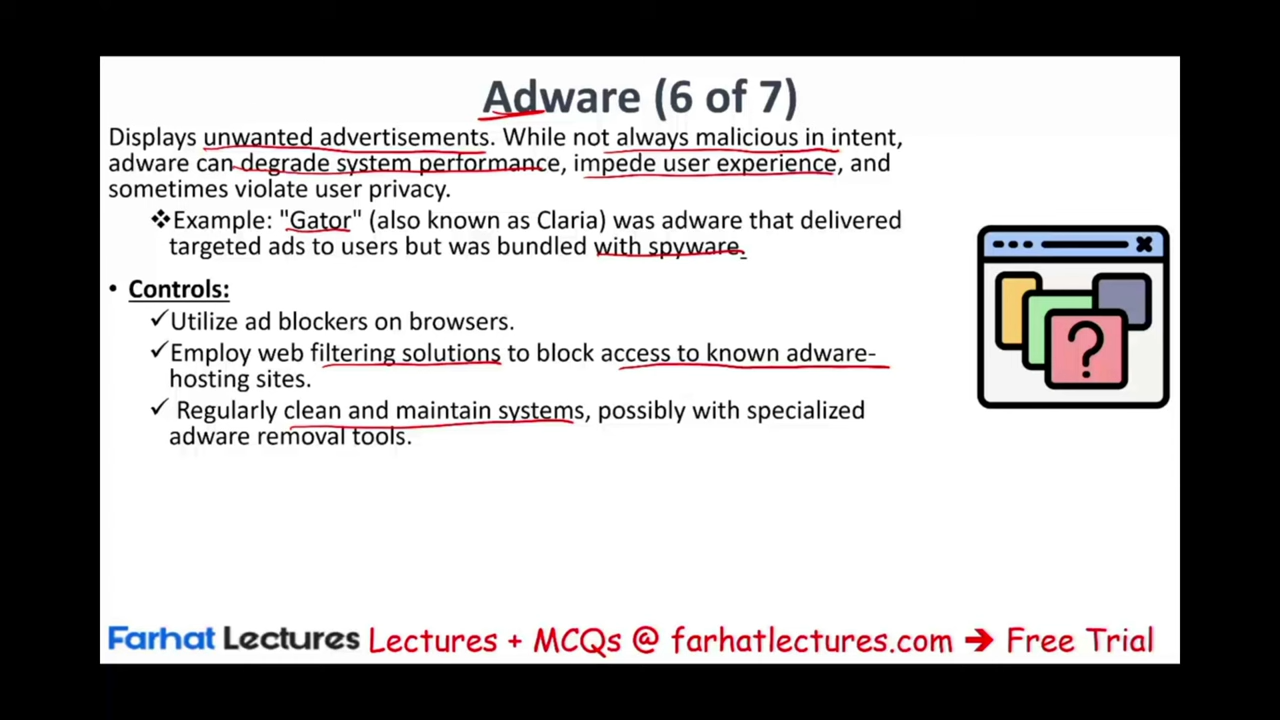 Adware (6 of 7)
Displays unwanted advertisements. While not always malicious in intent,
adware can degrade system performance, impede user experience, and
sometimes violate user privacy.
❖Example: "Gator" (also known as Claria) was adware that delivered
targeted ads to users but was bundled with spyware.
• Controls:
✓Utilize ad blockers on browsers.
✓Employ web filtering solutions to block access to known adware-
hosting sites.
✓ Regularly clean and maintain systems, possibly with specialized
adware removal tools.
?
Farhat Lectures Lectures + MCQs @ farhatlectures.com ➔ Free Trial